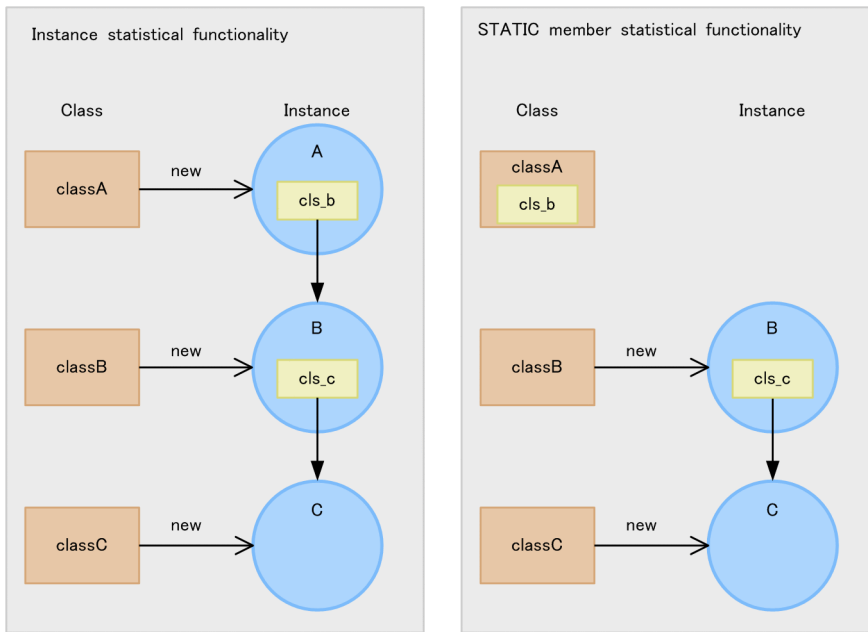 Instance statistical functionality
Class Instance
A
classA new
cls_b
B
classB new
cls_c
C
classC new
STATIC member statistical functionality
Class Instance
classA
cls_b
B
classB new
cls_c
C
classC new